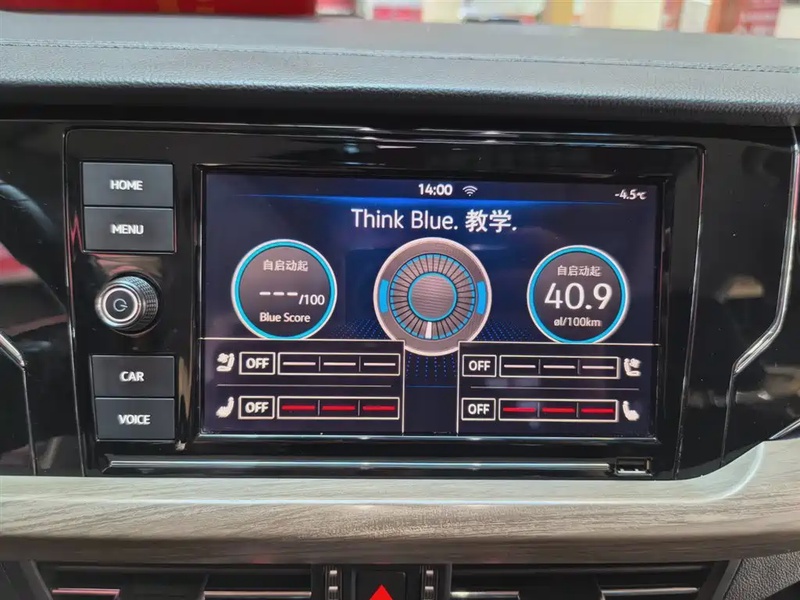 HOME
MENU
CAR
VOICE
14:00
-4.5℃
Think Blue. 教学.
自启动起
---/100
Blue Score
自启动起
40.9
øl/100km
OFF
OFF
OFF
OFF